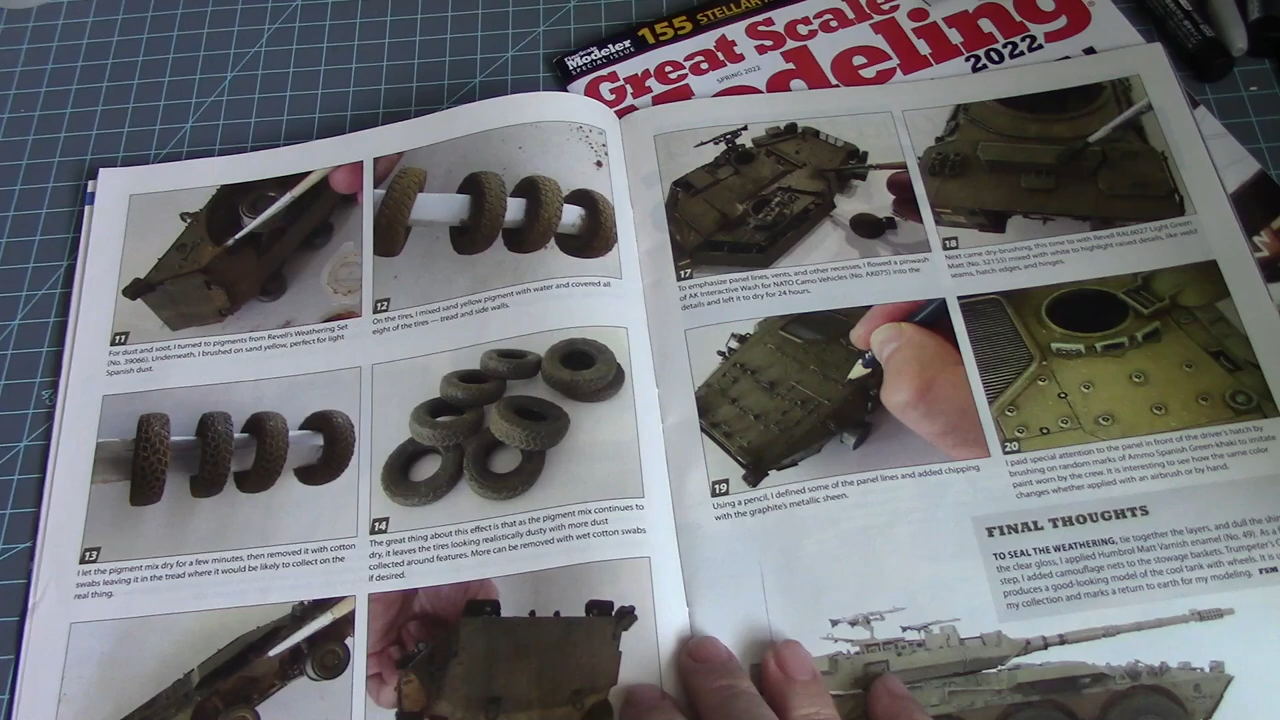 FineScale
Modeler
SPECIAL ISSUE
155 STELLAR
Great Scale
Modeling
SPRING 2022
2022
11
For dust and soot, I turned to pigments from Revell's Weathering Set
(No. 39066). Underneath, I brushed on sand yellow, perfect for light
Spanish dust.
12
On the tires, I mixed sand yellow pigment with water and covered all
eight of the tires — tread and side walls.
13
I let the pigment mix dry for a few minutes, then removed it with cotton
swabs leaving it in the tread where it would be likely to collect on the
real thing.
14
The great thing about this effect is that as the pigment mix continues to
dry, it leaves the tires looking realistically dusty with more dust
collected around features. More can be removed with wet cotton swabs
if desired.
17
To emphasize panel lines, vents, and other recesses, I flowed a pinwash
of AK Interactive Wash for NATO Camo Vehicles (No. AK075) into the
details and left it to dry for 24 hours.
18
Next came dry-brushing, this time to with Revell RAL6027 Light Green
Matt (No. 32155) mixed with white to highlight raised details, like weld
seams, hatch edges, and hinges.
19
Using a pencil, I defined some of the panel lines and added chipping
with the graphite's metallic sheen.
20
I paid special attention to the panel in front of the driver's hatch by
brushing on random marks of Ammo Spanish Green-khaki to imitate
paint worn by the crew. It is interesting to see how the same color
changes whether applied with an airbrush or by hand.
FINAL THOUGHTS
TO SEAL THE WEATHERING, tie together the layers, and dull the
the clear gloss, I applied Humbrol Matt Varnish enamel (No. 49). As a
step, I added camouflage nets to the stowage baskets. Trumpeter's
produces a good-looking model of the cool tank with wheels. It is
my collection and marks a return to earth for my modeling. FSM